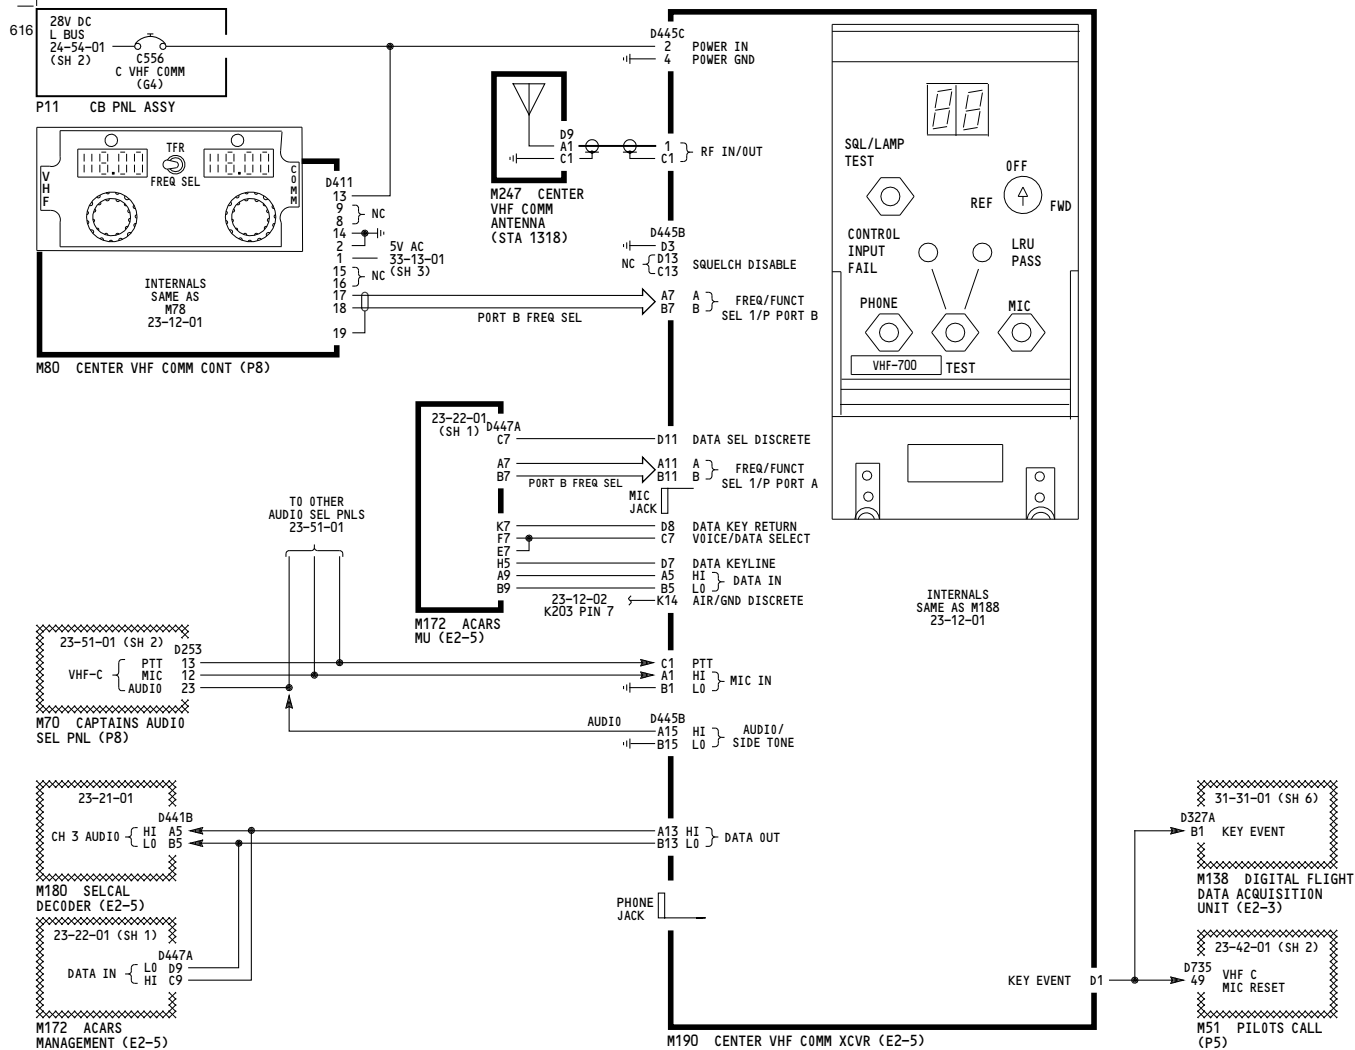 616
28V DC
L BUS
24-54-01
(SH 2)
C556
C VHF COMM
(G4)
P11 CB PNL ASSY
118.00
TFR
118.00
FREQ SEL
VHF
COMM
D411
13
9
8
NC
14
2
1
5V AC
33-13-01
(SH 3)
15
16
NC
17
18
19
INTERNALS
SAME AS
M78
23-12-01
PORT B FREQ SEL
M80 CENTER VHF COMM CONT (P8)
D9
A1
C1
M247 CENTER
VHF COMM
ANTENNA
(STA 1318)
D445C
2 POWER IN
4 POWER GND
1
C1
RF IN/OUT
D445B
D3
NC D13
C13
SQUELCH DISABLE
A7 A
B7 B
FREQ/FUNCT
SEL 1/P PORT B
SQL/LAMP
TEST
OFF
REF
FWD
CONTROL
INPUT
FAIL
LRU
PASS
PHONE
MIC
VHF-700
TEST
23-22-01
(SH 1)
D447A
C7
D11 DATA SEL DISCRETE
A7
B7
PORT B FREQ SEL
A11 A
B11 B
FREQ/FUNCT
SEL 1/P PORT A
MIC
JACK
K7
F7
E7
H5
A9
B9
D8 DATA KEY RETURN
C7 VOICE/DATA SELECT
D7 DATA KEYLINE
A5 HI
B5 LO
DATA IN
23-12-02
K203 PIN 7
K14 AIR/GND DISCRETE
M172 ACARS
MU (E2-5)
INTERNALS
SAME AS M188
23-12-01
TO OTHER
AUDIO SEL PNLS
23-51-01
23-51-01 (SH 2)
D253
VHF-C
PTT 13
MIC 12
AUDIO 23
M70 CAPTAINS AUDIO
SEL PNL (P8)
C1 PTT
A1 HI
B1 LO
MIC IN
AUDIO
D445B
A15 HI
B15 LO
AUDIO/
SIDE TONE
23-21-01
D441B
CH 3 AUDIO
HI A5
LO B5
M180 SELCAL
DECODER (E2-5)
A13 HI
B13 LO
DATA OUT
23-22-01 (SH 1)
D447A
DATA IN
LO D9
HI C9
M172 ACARS
MANAGEMENT (E2-5)
PHONE
JACK
KEY EVENT D1
M190 CENTER VHF COMM XCVR (E2-5)
31-31-01 (SH 6)
D327A
B1 KEY EVENT
M138 DIGITAL FLIGHT
DATA ACQUISITION
UNIT (E2-3)
23-42-01 (SH 2)
D735
49
VHF C
MIC RESET
M51 PILOTS CALL
(P5)